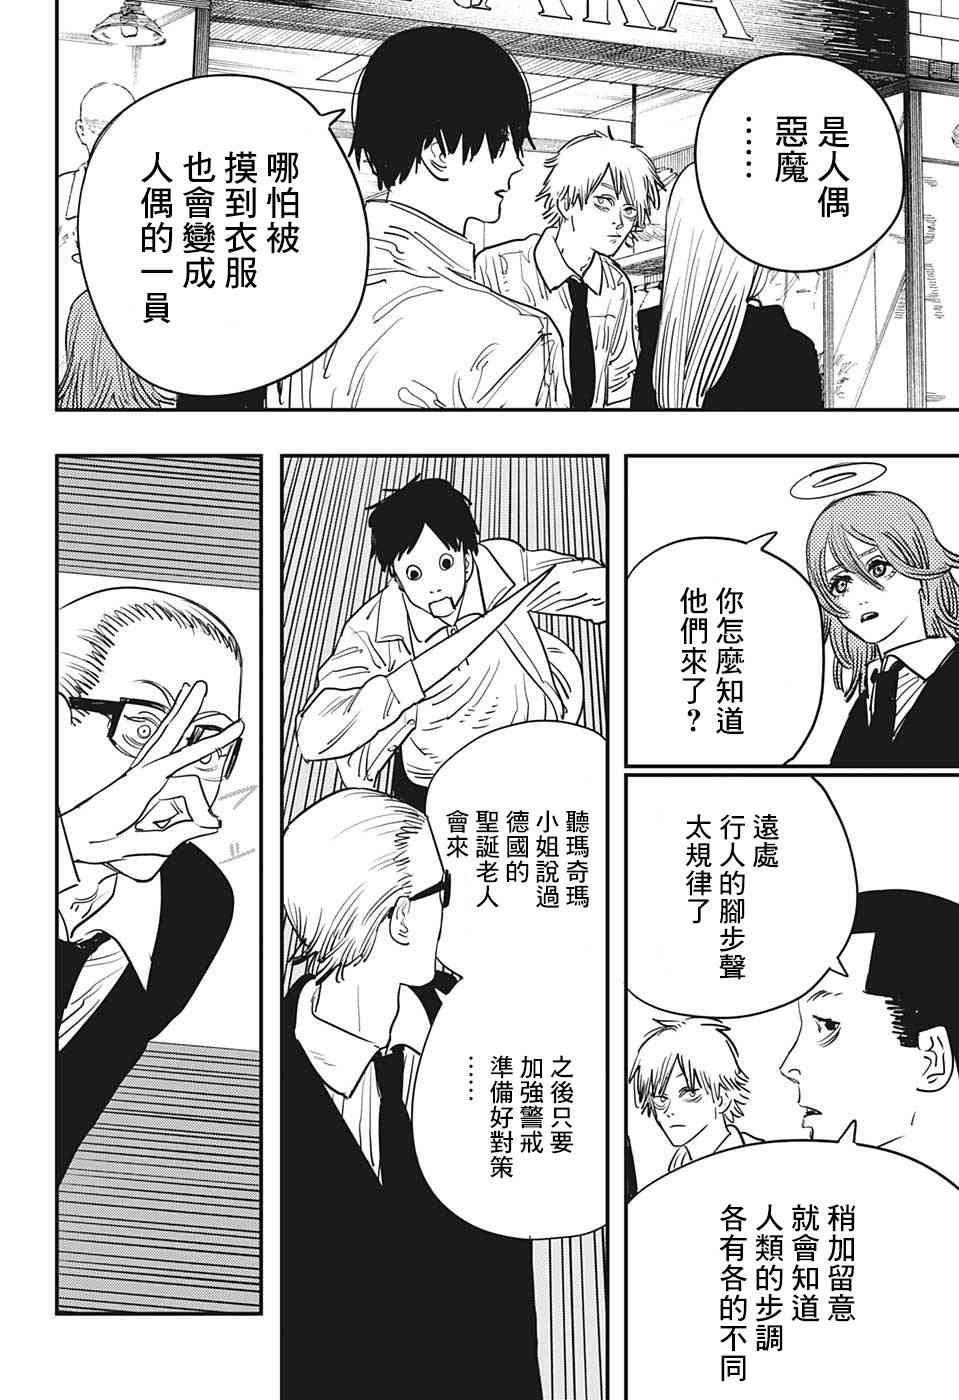 是人偶
惡魔
……
哪怕被
摸到衣服
也會變成
人偶的一員
你怎麼知道
他們來了?
遠處
行人的腳步聲
太規律了
稍加留意
就會知道
人類的步調
各有各的不同
聽瑪奇瑪
小姐說過
德國的
聖誕老人
會來
之後只要
加強警戒
準備好對策
……